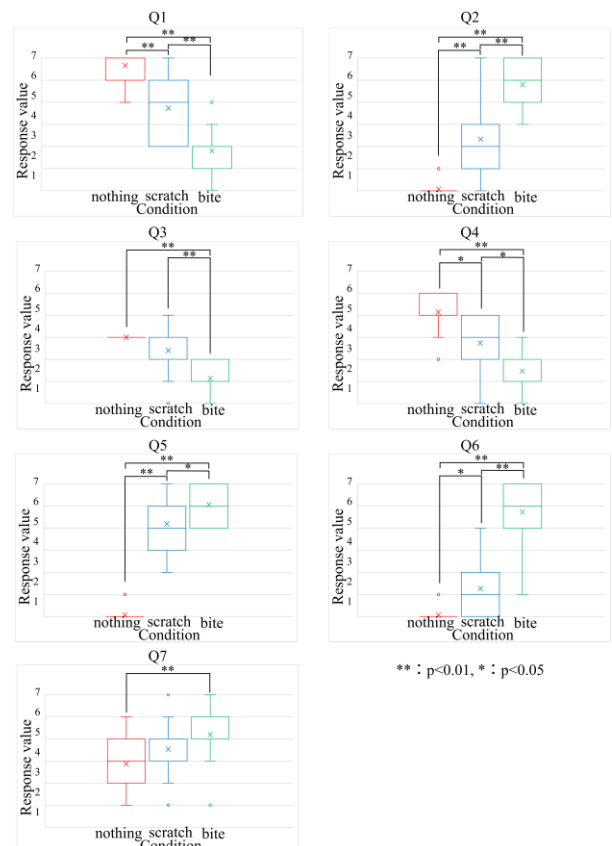 Q1
**
** **
Response value
7
6
5
4
3
2
1
nothing scratch bite
Condition
Q2
**
** **
Response value
7
6
5
4
3
2
1
nothing scratch bite
Condition
Q3
**
**
Response value
7
6
5
4
3
2
1
nothing scratch bite
Condition
Q4
**
* *
Response value
7
6
5
4
3
2
1
nothing scratch bite
Condition
Q5
**
** *
Response value
7
6
5
4
3
2
1
nothing scratch bite
Condition
Q6
**
* **
Response value
7
6
5
4
3
2
1
nothing scratch bite
Condition
Q7
**
Response value
7
6
5
4
3
2
1
nothing scratch bite
Condition
**：p<0.01, *：p<0.05